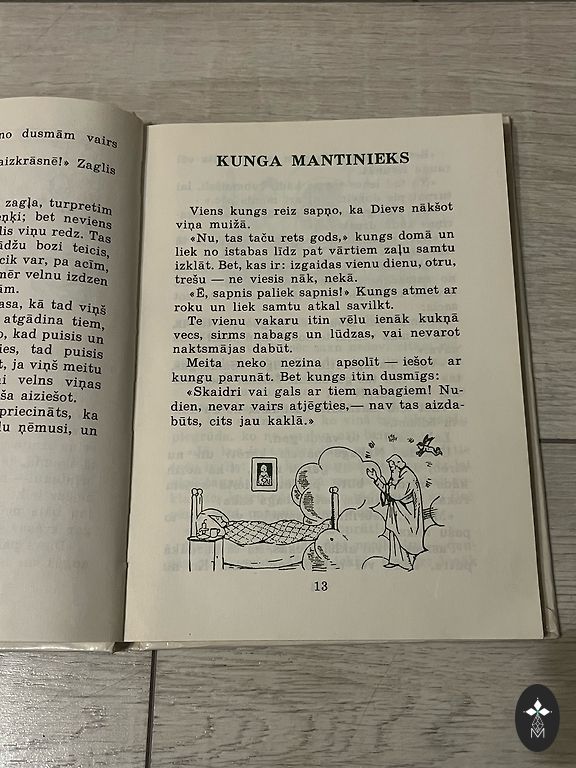 no dusmām vairs
aizkrāsnē!» Zaglis
zagļa, turpretim
bet neviens
lis viņu redz. Tas
bozi teicis,
cik var, pa acīm,
velnu izdzen
kā tad viņš
atgādina tiem,
kad puisis un
tad puisis
ja viņš meitu
velns viņas
aiziešot.
priecināts, ka
ņēmusi, un
KUNGA MANTINIEKS
Viens kungs reiz sapņo, ka Dievs nākšot
viņa muižā.
«Nu, tas taču rets gods,» kungs domā un
liek no istabas līdz pat vārtiem zaļu samtu
izklāt. Bet, kas ir: izgaidas vienu dienu, otru,
trešu — ne viesis nāk, nekā.
«Ē, sapnis paliek sapnis!» Kungs atmet ar
roku un liek samtu atkal savilkt.
Te vienu vakaru itin vēlu ienāk kukņā
vecs, sirms nabags un lūdzas, vai nevarot
naktsmājas dabūt.
Meita neko nezina apsolīt — iešot ar
kungu parunāt. Bet kungs itin dusmīgs:
«Skaidri vai gals ar tiem nabagiem! Nu-
dien, nevar vairs atjēgties,— nav tas aizda-
būts, cits jau kaklā.»
13
M